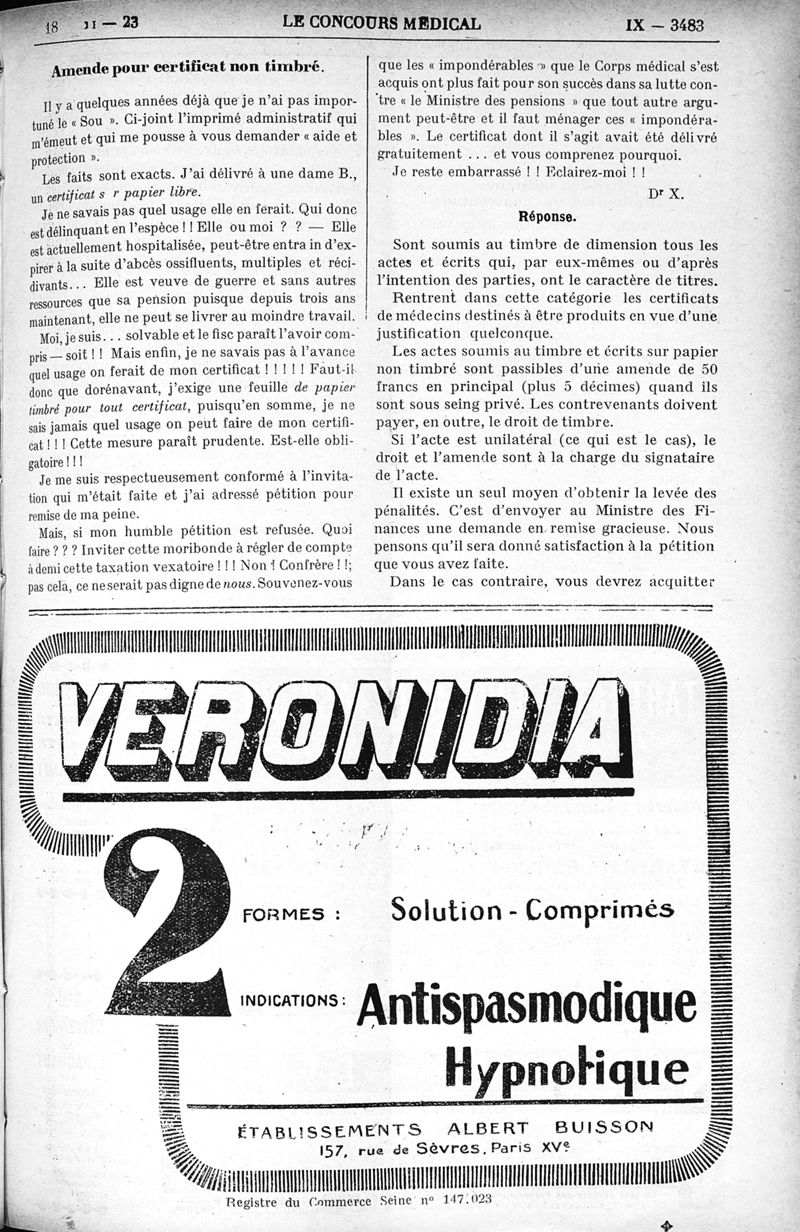 18 11 — 23 LE CONCOURS MÉDICAL IX — 3483
Amende pour certificat non timbré.
Il y a quelques années déjà que je n'ai pas impor-
tuné le « Sou ». Ci-joint l'imprimé administratif qui
m'émeut et qui me pousse à vous demander « aide et
protection ».
Les faits sont exacts. J'ai délivré à une dame B.,
un certificat s r papier libre.
Je ne savais pas quel usage elle en ferait. Qui donc
est délinquant en l'espèce ! ! Elle ou moi ? ? — Elle
est actuellement hospitalisée, peut-être entra in d'ex-
pirer à la suite d'abcès ossifluents, multiples et réci-
divants... Elle est veuve de guerre et sans autres
ressources que sa pension puisque depuis trois ans
maintenant, elle ne peut se livrer au moindre travail.
Moi, je suis... solvable et le fisc paraît l'avoir com-
pris — soit ! ! Mais enfin, je ne savais pas à l'avance
quel usage on ferait de mon certificat ! ! ! ! ! Faut-il
donc que dorénavant, j'exige une feuille de papier
timbré pour tout certificat, puisqu'en somme, je ne
sais jamais quel usage on peut faire de mon certifi-
cat ! ! ! Cette mesure paraît prudente. Est-elle obli-
gatoire ! ! !
Je me suis respectueusement conformé à l'invita-
tion qui m'était faite et j'ai adressé pétition pour
remise de ma peine.
Mais, si mon humble pétition est refusée. Quoi
faire ? ? ? Inviter cette moribonde à régler de compte
à demi cette taxation vexatoire ! ! ! Non ! Confrère ! !;
pas cela, ce ne serait pas digne de nous. Souvenez-vous
que les « impondérables » que le Corps médical s'est
acquis ont plus fait pour son succès dans sa lutte con-
tre « le Ministre des pensions » que tout autre argu-
ment peut-être et il faut ménager ces « impondéra-
bles ». Le certificat dont il s'agit avait été délivré
gratuitement ... et vous comprenez pourquoi.
Je reste embarrassé ! ! Eclairez-moi ! !
Dr X.
Réponse.
Sont soumis au timbre de dimension tous les
actes et écrits qui, par eux-mêmes ou d'après
l'intention des parties, ont le caractère de titres.
Rentrent dans cette catégorie les certificats
de médecins destinés à être produits en vue d'une
justification quelconque.
Les actes soumis au timbre et écrits sur papier
non timbré sont passibles d'une amende de 50
francs en principal (plus 5 décimes) quand ils
sont sous seing privé. Les contrevenants doivent
payer, en outre, le droit de timbre.
Si l'acte est unilatéral (ce qui est le cas), le
droit et l'amende sont à la charge du signataire
de l'acte.
Il existe un seul moyen d'obtenir la levée des
pénalités. C'est d'envoyer au Ministre des Fi-
nances une demande en remise gracieuse. Nous
pensons qu'il sera donné satisfaction à la pétition
que vous avez faite.
Dans le cas contraire, vous devrez acquitter
VERONIDIA
2
FORMES : Solution - Comprimés
INDICATIONS : Antispasmodique
Hypnotique
ÉTABLISSEMENTS ALBERT BUISSON
157, rue de Sèvres, Paris XVe
Registre du Commerce Seine no 147.023